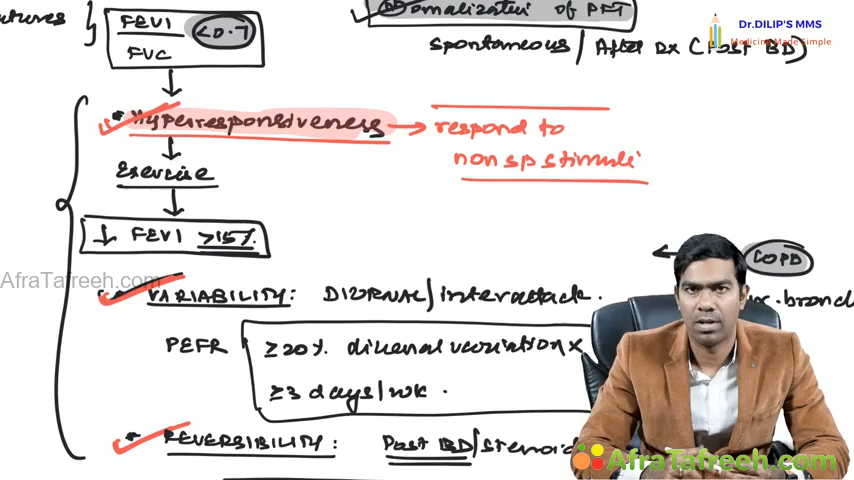 FEV1 <0.7
FVC
Normalization of PFT
spontaneous / After Rx (Post BD)
Dr.DILIP'S MMS
Medicine Made Simple
* Hyperresponsiveness → respond to
non sp stimuli
Exercise
↓ FEV1 >15%
COPD
AfraTafreeh.com
VARIABILITY: DIURNAL/interattack.
PEFR ≥20% diurnal variation x
≥3 days/wk.
* REVERSIBILITY: Post BD/steroid
AfraTafreeh.com